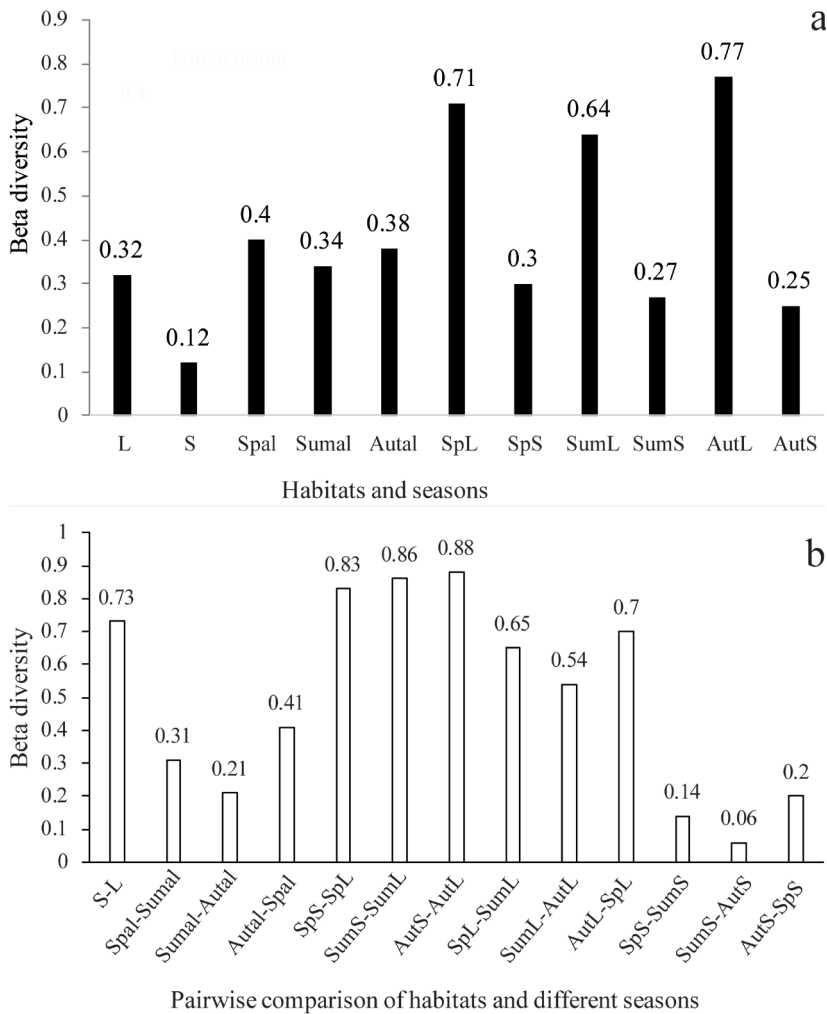 a
0.9
0.8
0.7
0.6
0.5
0.4
0.3
0.2
0.1
0
Beta diversity
0.32
0.12
0.4
0.34
0.38
0.71
0.3
0.64
0.27
0.77
0.25
L S Spal Sumal Autal SpL SpS SumL SumS AutL AutS
Habitats and seasons
b
1
0.9
0.8
0.7
0.6
0.5
0.4
0.3
0.2
0.1
0
Beta diversity
0.73
0.31
0.21
0.41
0.83
0.86
0.88
0.65
0.54
0.7
0.14
0.06
0.2
S-L
Spal-Sumal
Sumal-Autal
Autal-Spal
SpS-SpL
SumS-SumL
AutS-AutL
SpL-SumL
SumL-AutL
AutL-SpL
SpS-SumS
SumS-AutS
AutS-SpS
Pairwise comparison of habitats and different seasons